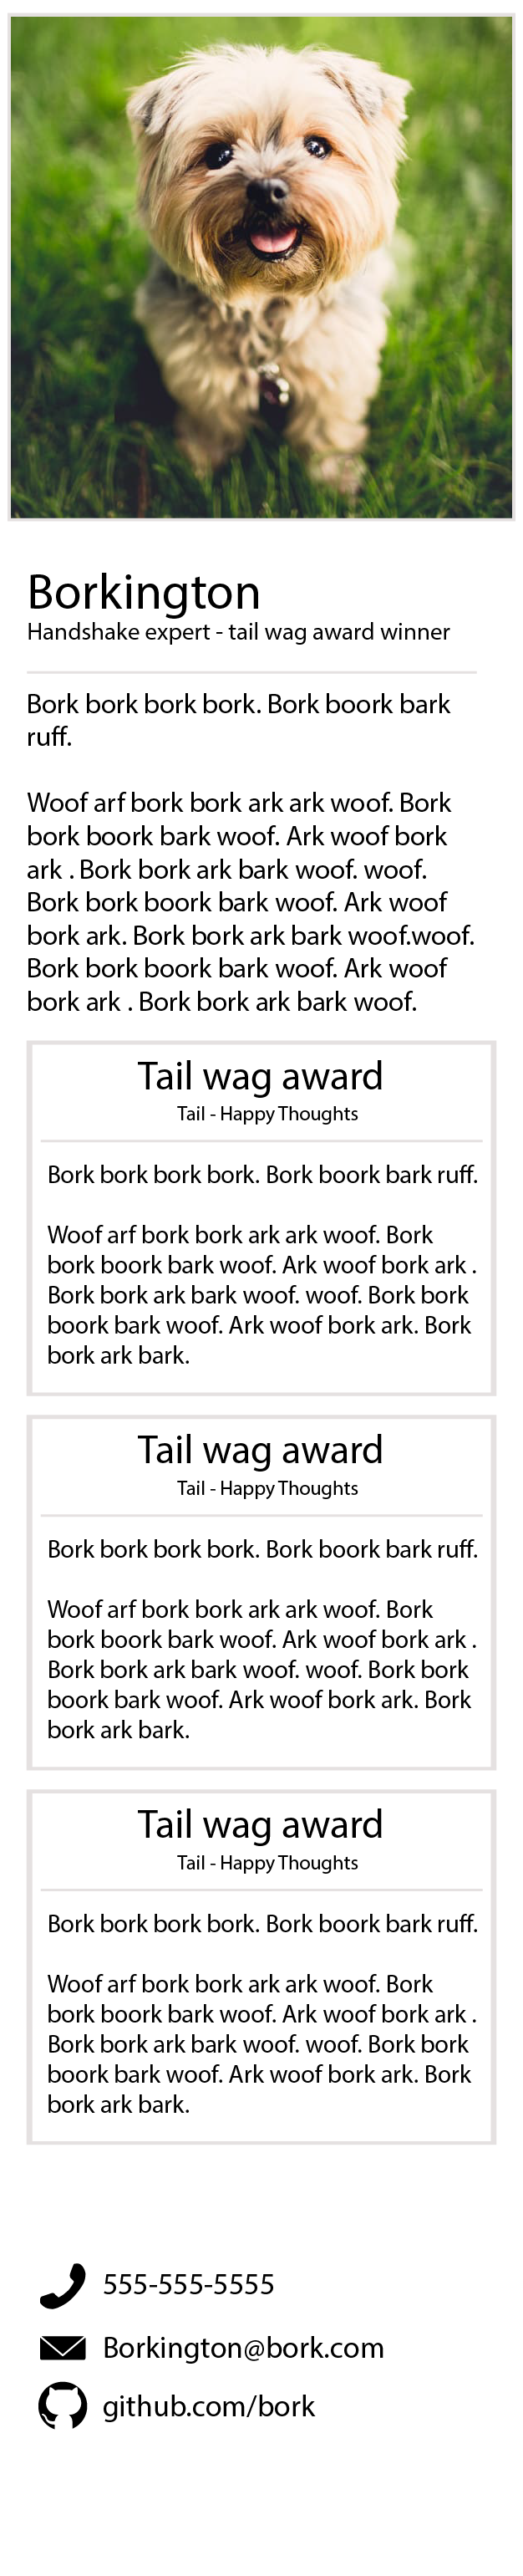 Borkington
Handshake expert - tail wag award winner
Bork bork bork bork. Bork boork bark
ruff.
Woof arf bork bork ark ark woof. Bork
bork boork bark woof. Ark woof bork
ark . Bork bork ark bark woof. woof.
Bork bork boork bark woof. Ark woof
bork ark. Bork bork ark bark woof.woof.
Bork bork boork bark woof. Ark woof
bork ark . Bork bork ark bark woof.
Tail wag award
Tail - Happy Thoughts
Bork bork bork bork. Bork boork bark ruff.
Woof arf bork bork ark ark woof. Bork
bork boork bark woof. Ark woof bork ark .
Bork bork ark bark woof. woof. Bork bork
boork bark woof. Ark woof bork ark. Bork
bork ark bark.
Tail wag award
Tail - Happy Thoughts
Bork bork bork bork. Bork boork bark ruff.
Woof arf bork bork ark ark woof. Bork
bork boork bark woof. Ark woof bork ark .
Bork bork ark bark woof. woof. Bork bork
boork bark woof. Ark woof bork ark. Bork
bork ark bark.
Tail wag award
Tail - Happy Thoughts
Bork bork bork bork. Bork boork bark ruff.
Woof arf bork bork ark ark woof. Bork
bork boork bark woof. Ark woof bork ark .
Bork bork ark bark woof. woof. Bork bork
boork bark woof. Ark woof bork ark. Bork
bork ark bark.
555-555-5555
Borkington@bork.com
github.com/bork